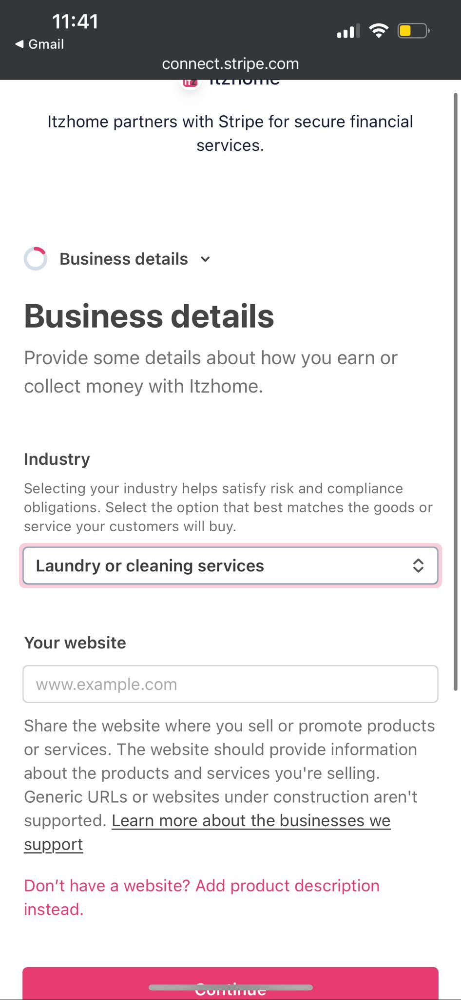 11:41
Gmail
connect.stripe.com
ITZ Itzhome
Itzhome partners with Stripe for secure financial
services.
Business details
Business details
Provide some details about how you earn or
collect money with Itzhome.
Industry
Selecting your industry helps satisfy risk and compliance
obligations. Select the option that best matches the goods or
service your customers will buy.
Laundry or cleaning services
Your website
www.example.com
Share the website where you sell or promote products
or services. The website should provide information
about the products and services you're selling.
Generic URLs or websites under construction aren't
supported. Learn more about the businesses we
support
Don’t have a website? Add product description
instead.
Continue